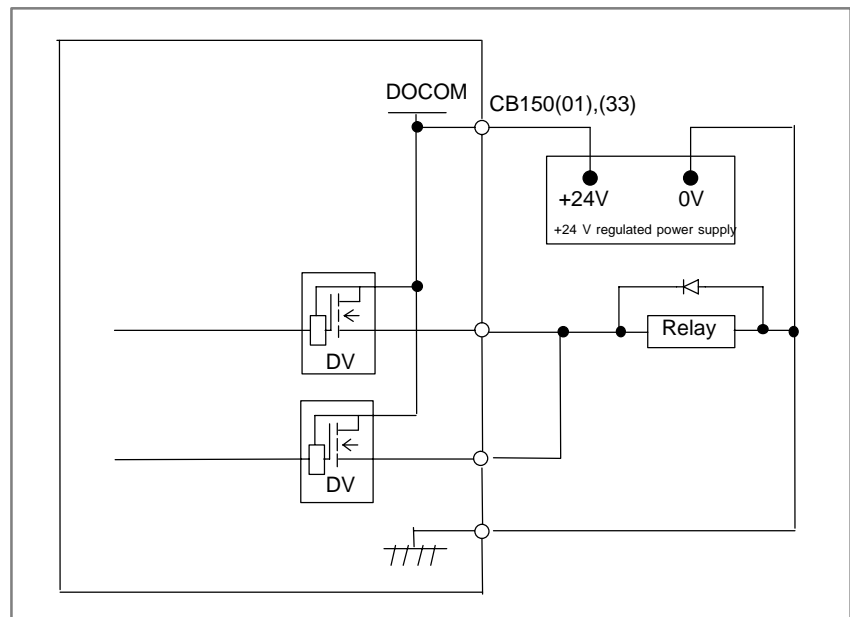 DOCOM
CB150(01),(33)
+24V 0V
+24 V regulated power supply
Relay
DV
DV